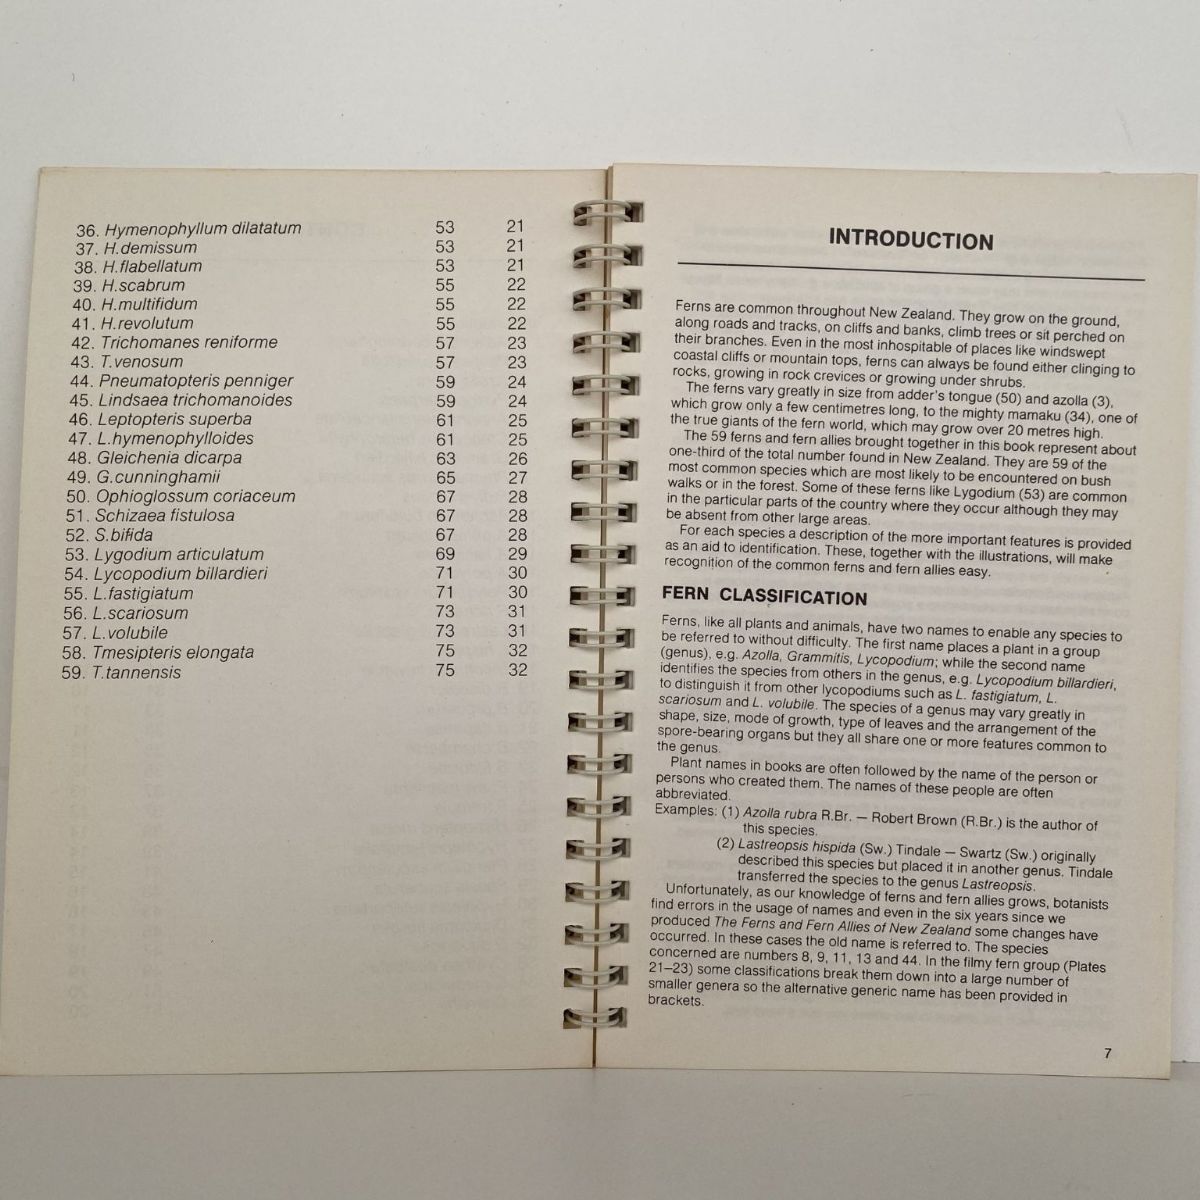 36. Hymenophyllum dilatatum 53 21
37. H.demissum 53 21
38. H.flabellatum 53 21
39. H.scabrum 55 22
40. H.multifidum 55 22
41. H.revolutum 55 22
42. Trichomanes reniforme 57 23
43. T.venosum 57 23
44. Pneumatopteris penniger 59 24
45. Lindsaea trichomanoides 59 24
46. Leptopteris superba 61 25
47. L.hymenophylloides 61 25
48. Gleichenia dicarpa 63 26
49. G.cunninghamii 65 27
50. Ophioglossum coriaceum 67 28
51. Schizaea fistulosa 67 28
52. S.bifida 67 28
53. Lygodium articulatum 69 29
54. Lycopodium billardieri 71 30
55. L.fastigiatum 71 30
56. L.scariosum 73 31
57. L.volubile 73 31
58. Tmesipteris elongata 75 32
59. T.tannensis 75 32
INTRODUCTION
Ferns are common throughout New Zealand. They grow on the ground,
along roads and tracks, on cliffs and banks, climb trees or sit perched on
their branches. Even in the most inhospitable of places like windswept
coastal cliffs or mountain tops, ferns can always be found either clinging to
rocks, growing in rock crevices or growing under shrubs.
The ferns vary greatly in size from adder's tongue (50) and azolla (3),
which grow only a few centimetres long, to the mighty mamaku (34), one of
the true giants of the fern world, which may grow over 20 metres high.
The 59 ferns and fern allies brought together in this book represent about
one-third of the total number found in New Zealand. They are 59 of the
most common species which are most likely to be encountered on bush
walks or in the forest. Some of these ferns like Lygodium (53) are common
in the particular parts of the country where they occur although they may
be absent from other large areas.
For each species a description of the more important features is provided
as an aid to identification. These, together with the illustrations, will make
recognition of the common ferns and fern allies easy.
FERN CLASSIFICATION
Ferns, like all plants and animals, have two names to enable any species to
be referred to without difficulty. The first name places a plant in a group
(genus), e.g. Azolla, Grammitis, Lycopodium; while the second name
identifies the species from others in the genus, e.g. Lycopodium billardieri,
to distinguish it from other lycopodiums such as L. fastigiatum, L.
scariosum and L. volubile. The species of a genus may vary greatly in
shape, size, mode of growth, type of leaves and the arrangement of the
spore-bearing organs but they all share one or more features common to
the genus.
Plant names in books are often followed by the name of the person or
persons who created them. The names of these people are often
abbreviated.
Examples: (1) Azolla rubra R.Br. — Robert Brown (R.Br.) is the author of
this species.
(2) Lastreopsis hispida (Sw.) Tindale — Swartz (Sw.) originally
described this species but placed it in another genus. Tindale
transferred the species to the genus Lastreopsis.
Unfortunately, as our knowledge of ferns and fern allies grows, botanists
find errors in the usage of names and even in the six years since we
produced The Ferns and Fern Allies of New Zealand some changes have
occurred. In these cases the old name is referred to. The species
concerned are numbers 8, 9, 11, 13 and 44. In the filmy fern group (Plates
21–23) some classifications break them down into a large number of
smaller genera so the alternative generic name has been provided in
brackets.
7